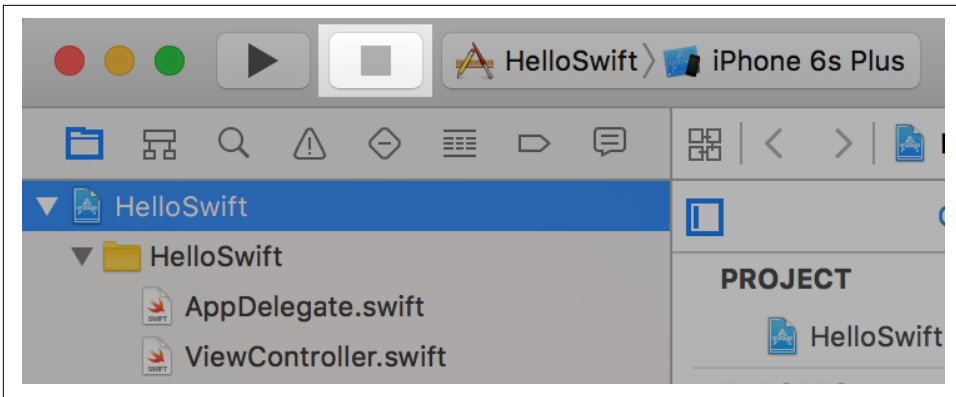 HelloSwift
iPhone 6s Plus
HelloSwift
HelloSwift
PROJECT
AppDelegate.swift
HelloSwift
ViewController.swift